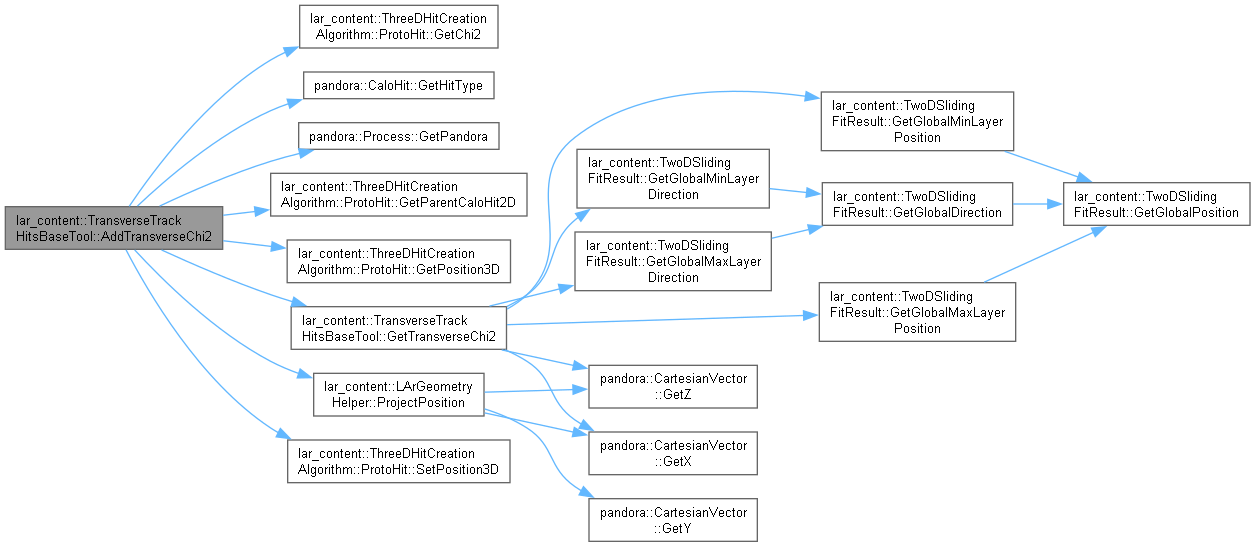 lar_content::TransverseTrack
HitsBaseTool::AddTransverseChi2
lar_content::ThreeDHitCreation
Algorithm::ProtoHit::GetChi2
pandora::CaloHit::GetHitType
pandora::Process::GetPandora
lar_content::ThreeDHitCreation
Algorithm::ProtoHit::GetParentCaloHit2D
lar_content::ThreeDHitCreation
Algorithm::ProtoHit::GetPosition3D
lar_content::TransverseTrack
HitsBaseTool::GetTransverseChi2
lar_content::LArGeometry
Helper::ProjectPosition
lar_content::ThreeDHitCreation
Algorithm::ProtoHit::SetPosition3D
lar_content::TwoDSliding
FitResult::GetGlobalMinLayer
Direction
lar_content::TwoDSliding
FitResult::GetGlobalMaxLayer
Direction
pandora::CartesianVector
::GetZ
pandora::CartesianVector
::GetX
pandora::CartesianVector
::GetY
lar_content::TwoDSliding
FitResult::GetGlobalMinLayer
Position
lar_content::TwoDSliding
FitResult::GetGlobalDirection
lar_content::TwoDSliding
FitResult::GetGlobalMaxLayer
Position
lar_content::TwoDSliding
FitResult::GetGlobalPosition